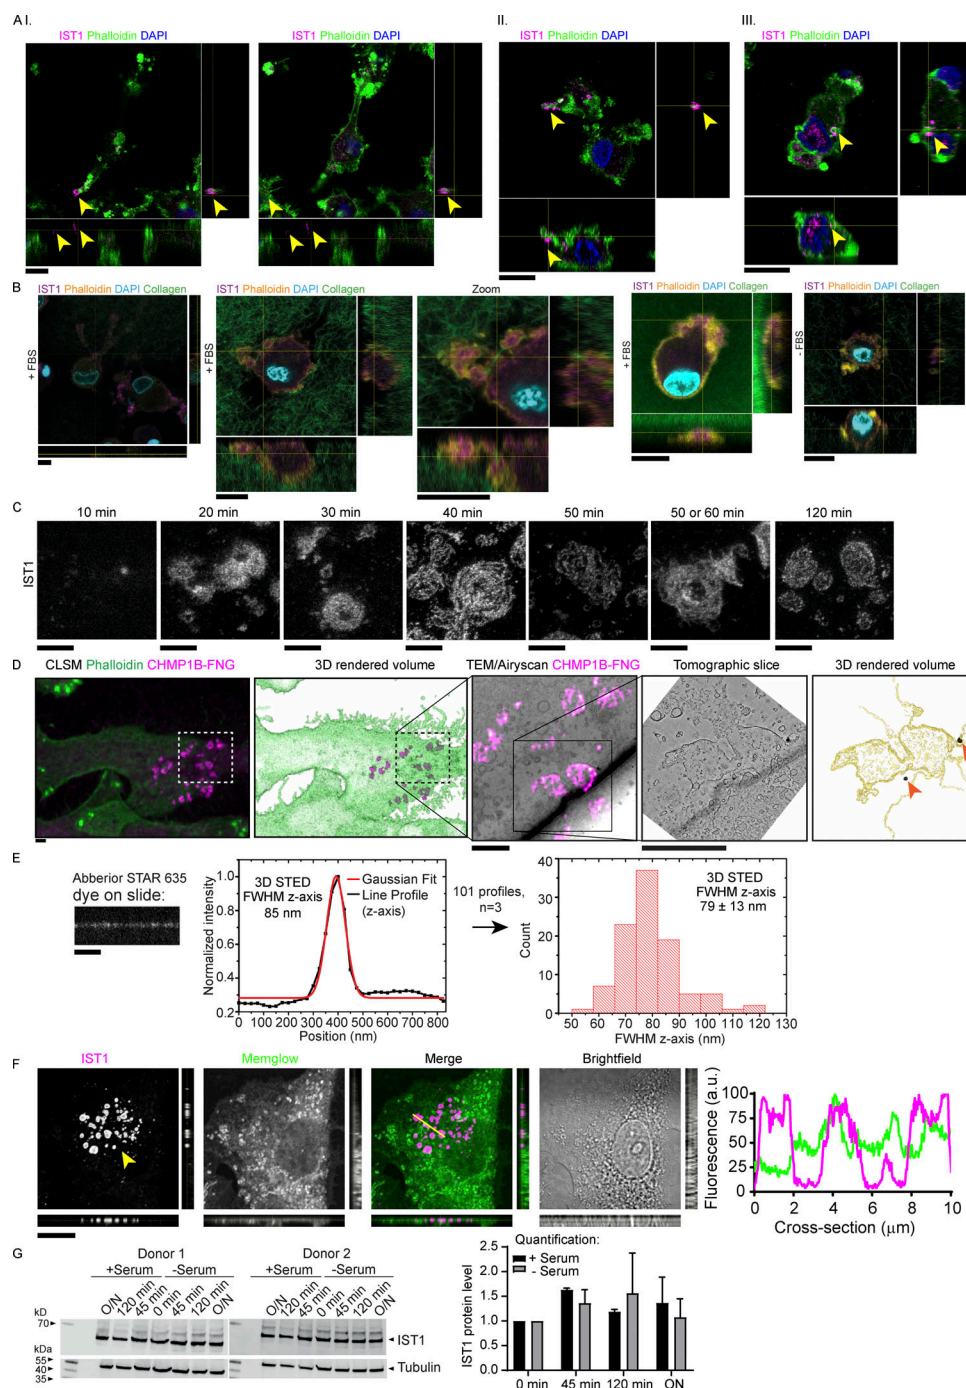 A I.
II.
III.
IST1 Phalloidin DAPI
IST1 Phalloidin DAPI
IST1 Phalloidin DAPI
IST1 Phalloidin DAPI
B
IST1 Phalloidin DAPI Collagen
IST1 Phalloidin DAPI Collagen
Zoom
IST1 Phalloidin DAPI Collagen
IST1 Phalloidin DAPI Collagen
+ FBS
+ FBS
+ FBS
- FBS
C
10 min
20 min
30 min
40 min
50 min
50 or 60 min
120 min
IST1
D
CLSM Phalloidin CHMP1B-FNG
3D rendered volume
TEM/Airyscan CHMP1B-FNG
Tomographic slice
3D rendered volume
E
Abberior STAR 635
dye on slide:
Normalized intensity
1.0
0.8
0.6
0.4
0.2
3D STED
FWHM z-axis
85 nm
Gaussian Fit
Line Profile
(z-axis)
0 100 200 300 400 500 600 700 800
Position (nm)
101 profiles,
n=3
Count
40
30
20
10
0
3D STED
FWHM z-axis
79 ± 13 nm
50 60 70 80 90 100 110 120 130
FWHM z-axis (nm)
F
IST1
Memglow
Merge
Brightfield
Fluorescence (a.u.)
100
75
50
25
0
0 2 4 6 8 10
Cross-section (μm)
G
Donor 1
Donor 2
+Serum
-Serum
+Serum
-Serum
O/N
120 min
45 min
0 min
45 min
120 min
O/N
O/N
120 min
45 min
0 min
45 min
120 min
O/N
kD
70
IST1
kDa
55
40
35
Tubulin
Quantification:
+ Serum
- Serum
IST1 protein level
2.5
2.0
1.5
1.0
0.5
0.0
0 min
45 min
120 min
ON